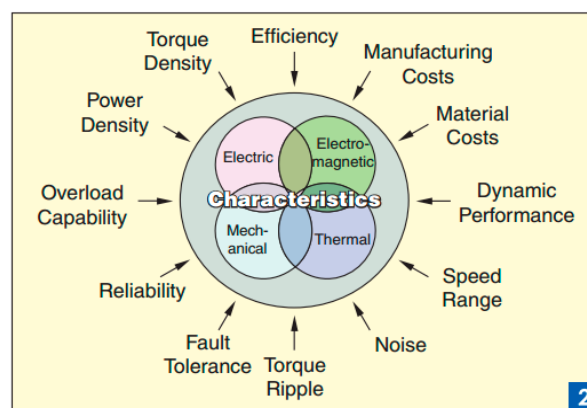 Efficiency
Torque
Density
Manufacturing
Costs
Power
Density
Material
Costs
Electric
Electro-
magnetic
Overload
Capability
Characteristics
Dynamic
Performance
Mech-
anical
Thermal
Reliability
Speed
Range
Fault
Tolerance
Torque
Ripple
Noise
2